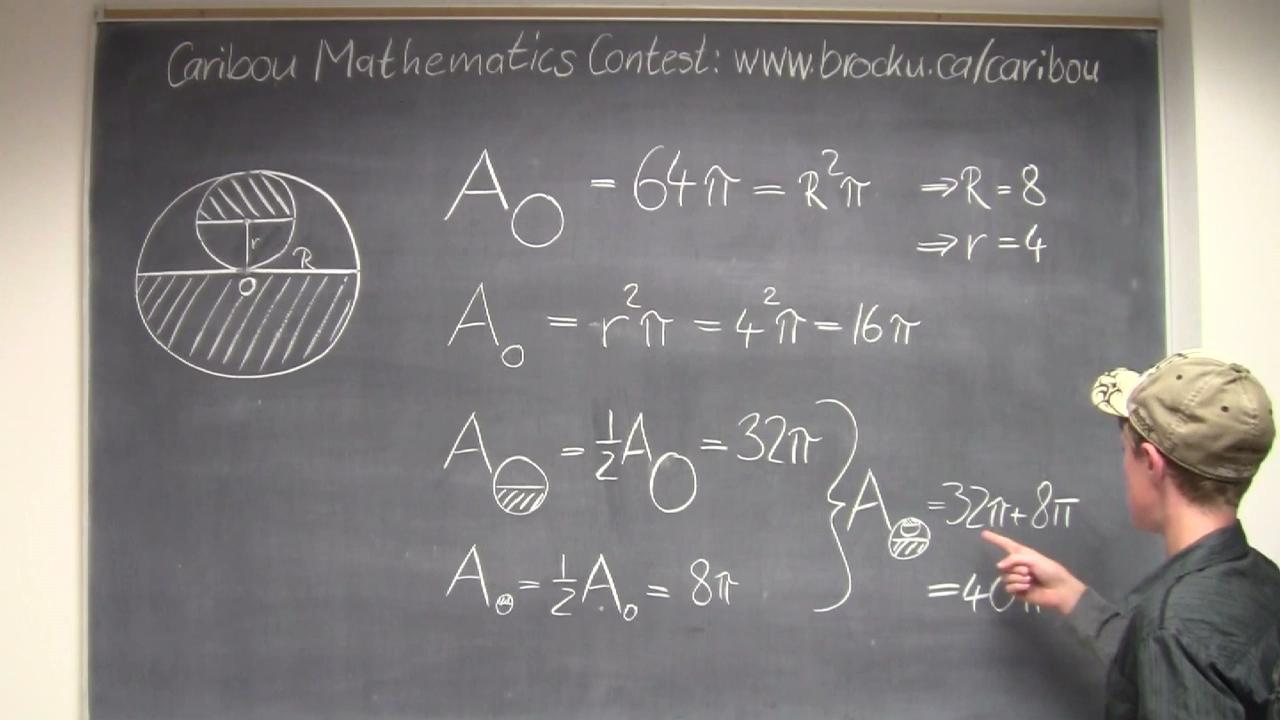 Caribou Mathematics Contest: www.brocku.ca/caribou
A○ = 64π = R²π ⇒ R = 8
⇒ r = 4
r
R
O
A○ = r²π = 4²π = 16π
A = ½A○ = 32π
A = 32π + 8π
A = ½A○ = 8π
= 40π